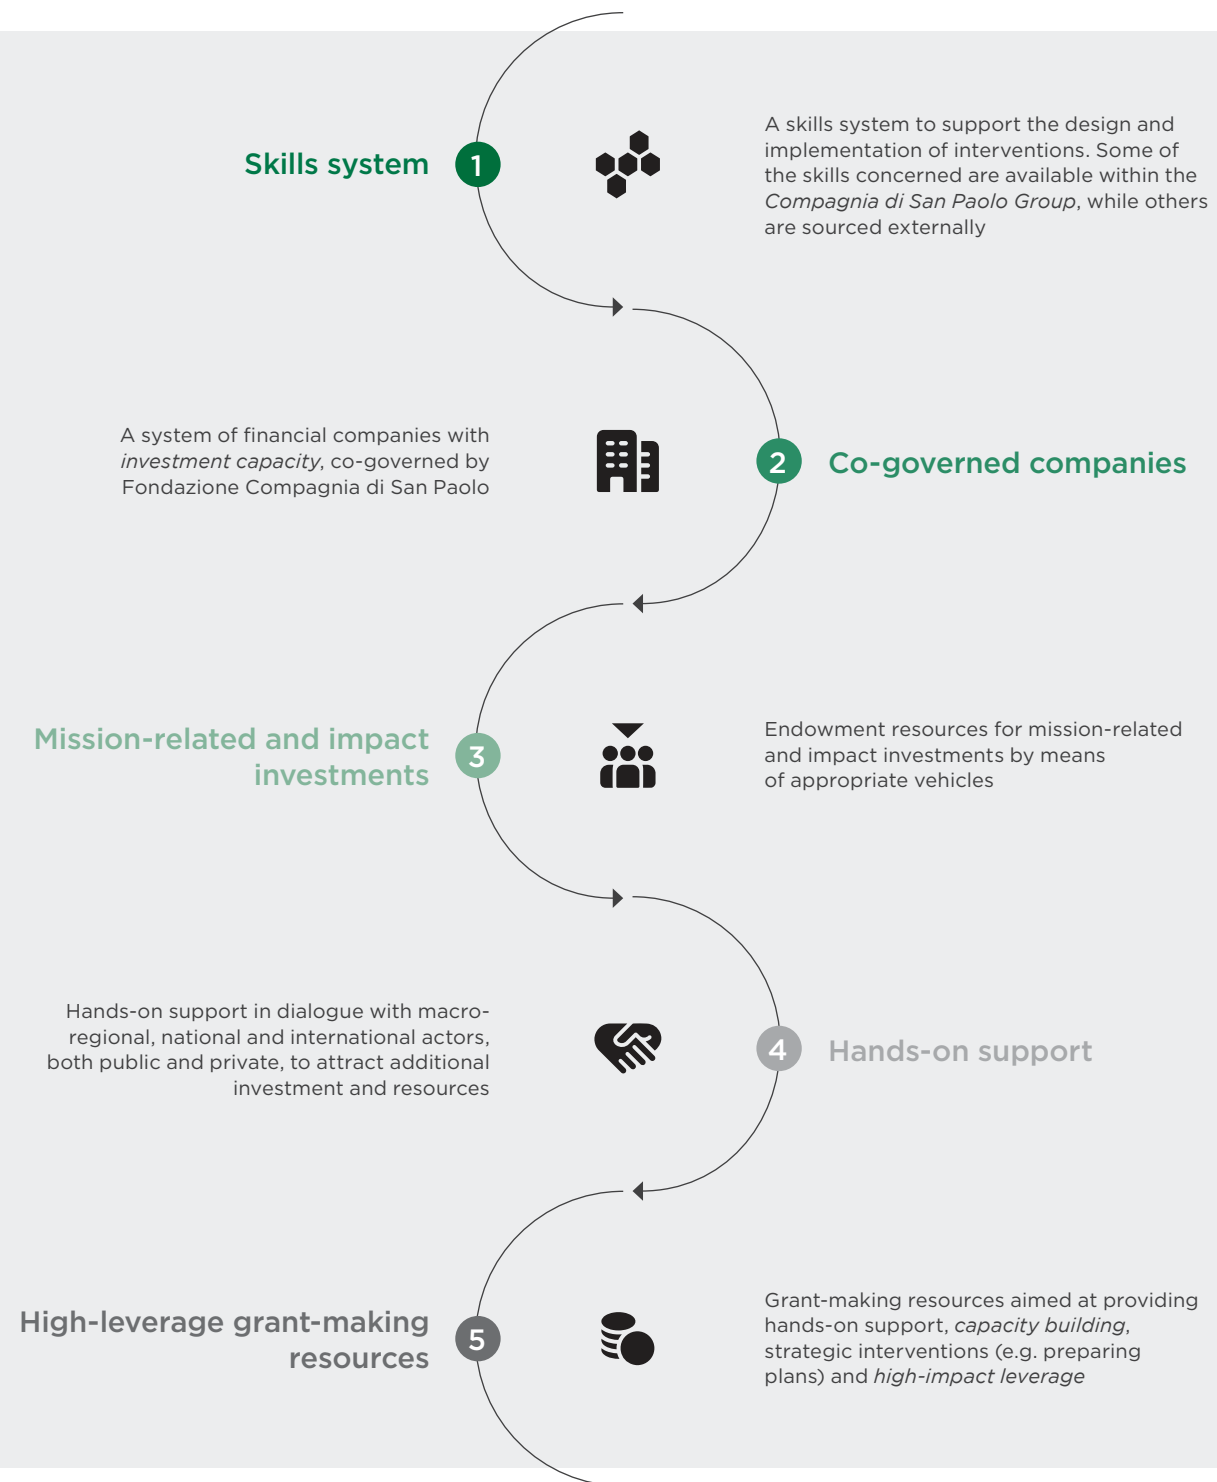 Skills system
1
A skills system to support the design and
implementation of interventions. Some of
the skills concerned are available within the
Compagnia di San Paolo Group, while others
are sourced externally
A system of financial companies with
investment capacity, co-governed by
Fondazione Compagnia di San Paolo
2
Co-governed companies
Mission-related and impact
investments
3
Endowment resources for mission-related
and impact investments by means
of appropriate vehicles
Hands-on support in dialogue with macro-
regional, national and international actors,
both public and private, to attract additional
investment and resources
4
Hands-on support
High-leverage grant-making
resources
5
Grant-making resources aimed at providing
hands-on support, capacity building,
strategic interventions (e.g. preparing
plans) and high-impact leverage